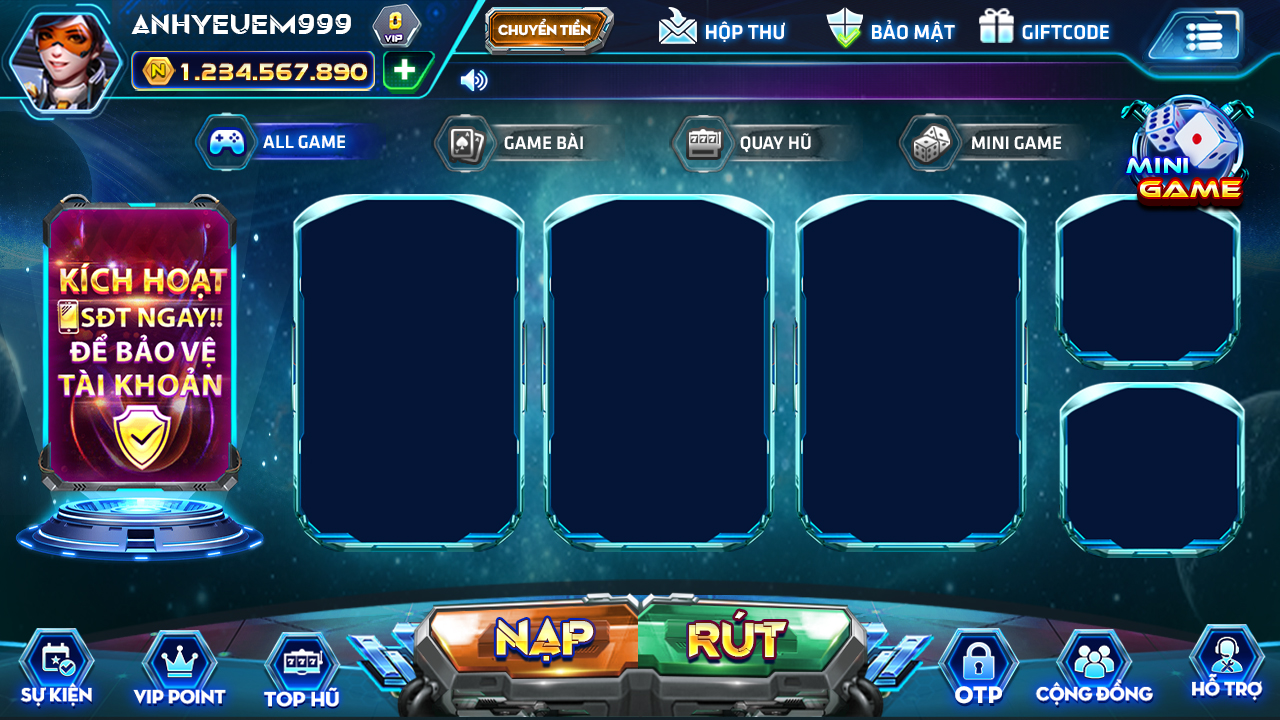 ANHYEUEM999
8
VIP
N
1.234.567.890
+
CHUYỂN TIỀN
HỘP THƯ
BẢO MẬT
GIFTCODE
ALL GAME
GAME BÀI
777
QUAY HŨ
MINI GAME
MINI
GAME
KÍCH HOẠT
SĐT NGAY!!
ĐỂ BẢO VỆ
TÀI KHOẢN
NẠP
RÚT
SỰ KIỆN
VIP POINT
777
TOP HŨ
OTP
CỘNG ĐỒNG
HỖ TRỢ